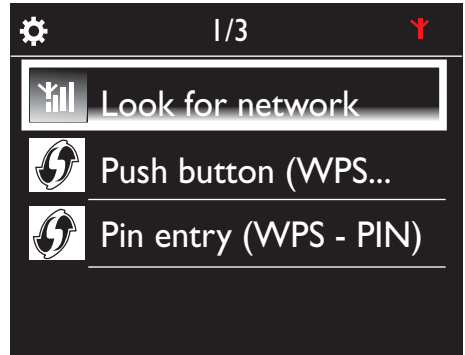 1/3
Look for network
Push button (WPS...
Pin entry (WPS - PIN)